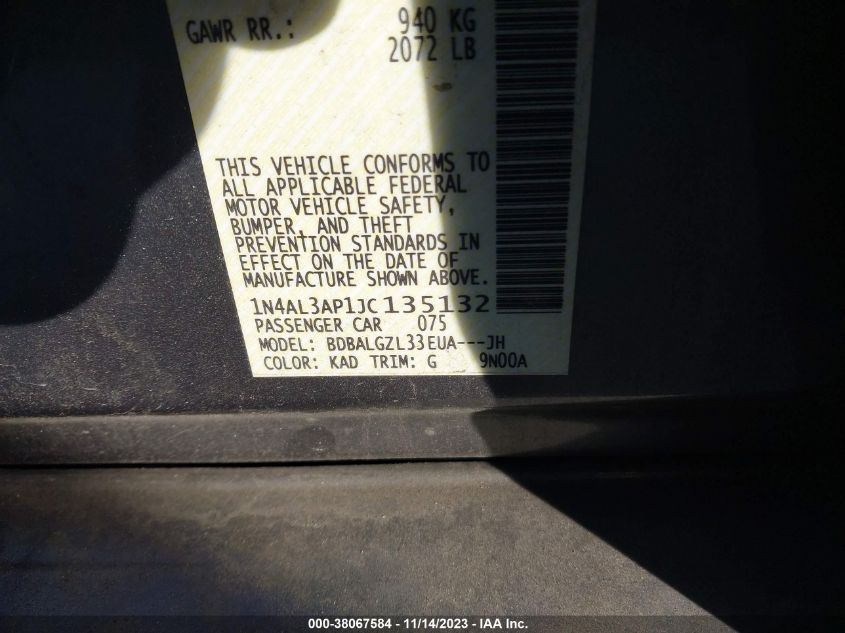 GAWR RR.: 940 KG
2072 LB
THIS VEHICLE CONFORMS TO
ALL APPLICABLE FEDERAL
MOTOR VEHICLE SAFETY,
BUMPER, AND THEFT
PREVENTION STANDARDS IN
EFFECT ON THE DATE OF
MANUFACTURE SHOWN ABOVE.
1N4AL3AP1JC135132
PASSENGER CAR 075
MODEL: BDBALGZL33EUA---JH
COLOR: KAD TRIM: G 9N00A
000-38067584 - 11/14/2023 - IAA Inc.